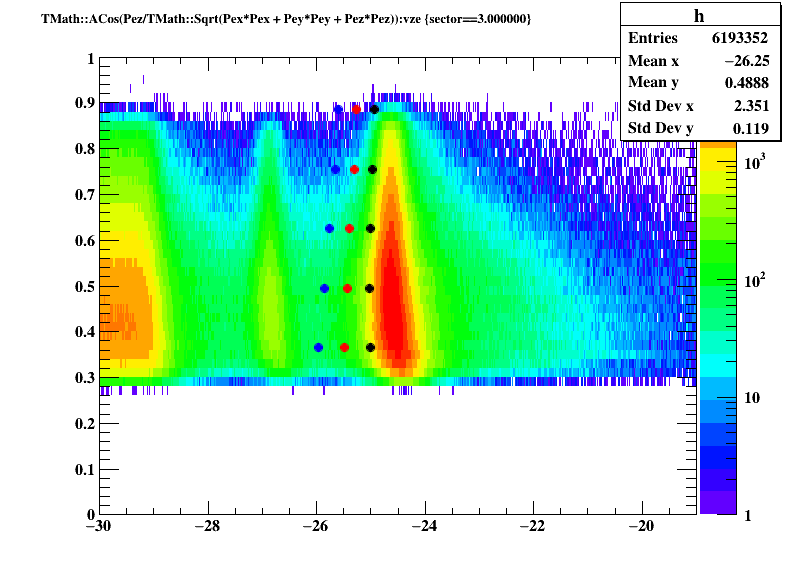 TMath::ACos(Pez/TMath::Sqrt(Pex*Pex + Pey*Pey + Pez*Pez)):vze {sector==3.000000}
h
Entries 6193352
Mean x −26.25
Mean y 0.4888
Std Dev x 2.351
Std Dev y 0.119
1
0.9
0.8
0.7
0.6
0.5
0.4
0.3
0.2
0.1
0
−30 −28 −26 −24 −22 −20
10³
10²
10
1